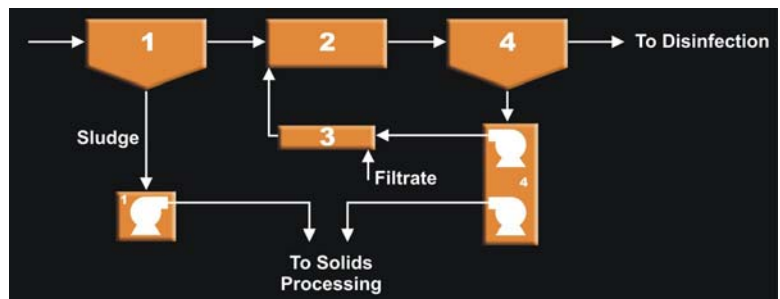 1
2
4
To Disinfection
Sludge
3
Filtrate
1
4
To Solids
Processing